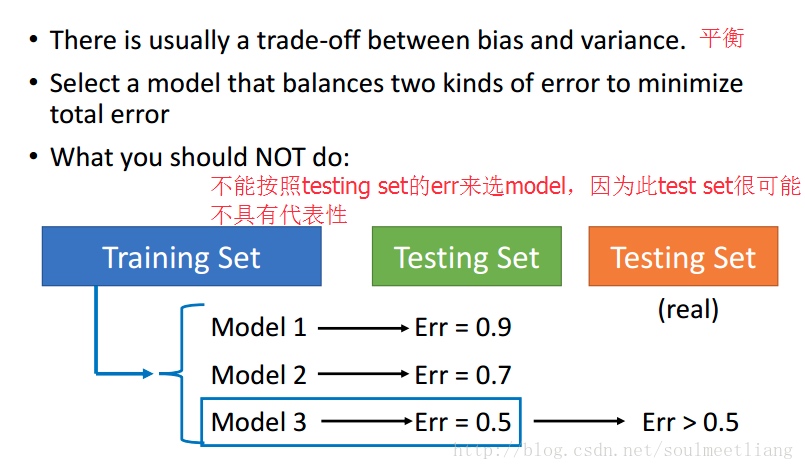 • There is usually a trade-off between bias and variance. 平衡
• Select a model that balances two kinds of error to minimize
total error
• What you should NOT do:
不能按照testing set的err来选model，因为此test set很可能
不具有代表性
Training Set
Testing Set
Testing Set
(real)
Model 1
Err = 0.9
Model 2
Err = 0.7
Model 3
Err = 0.5
Err > 0.5
http://blog.csdn.net/soulmeetliang